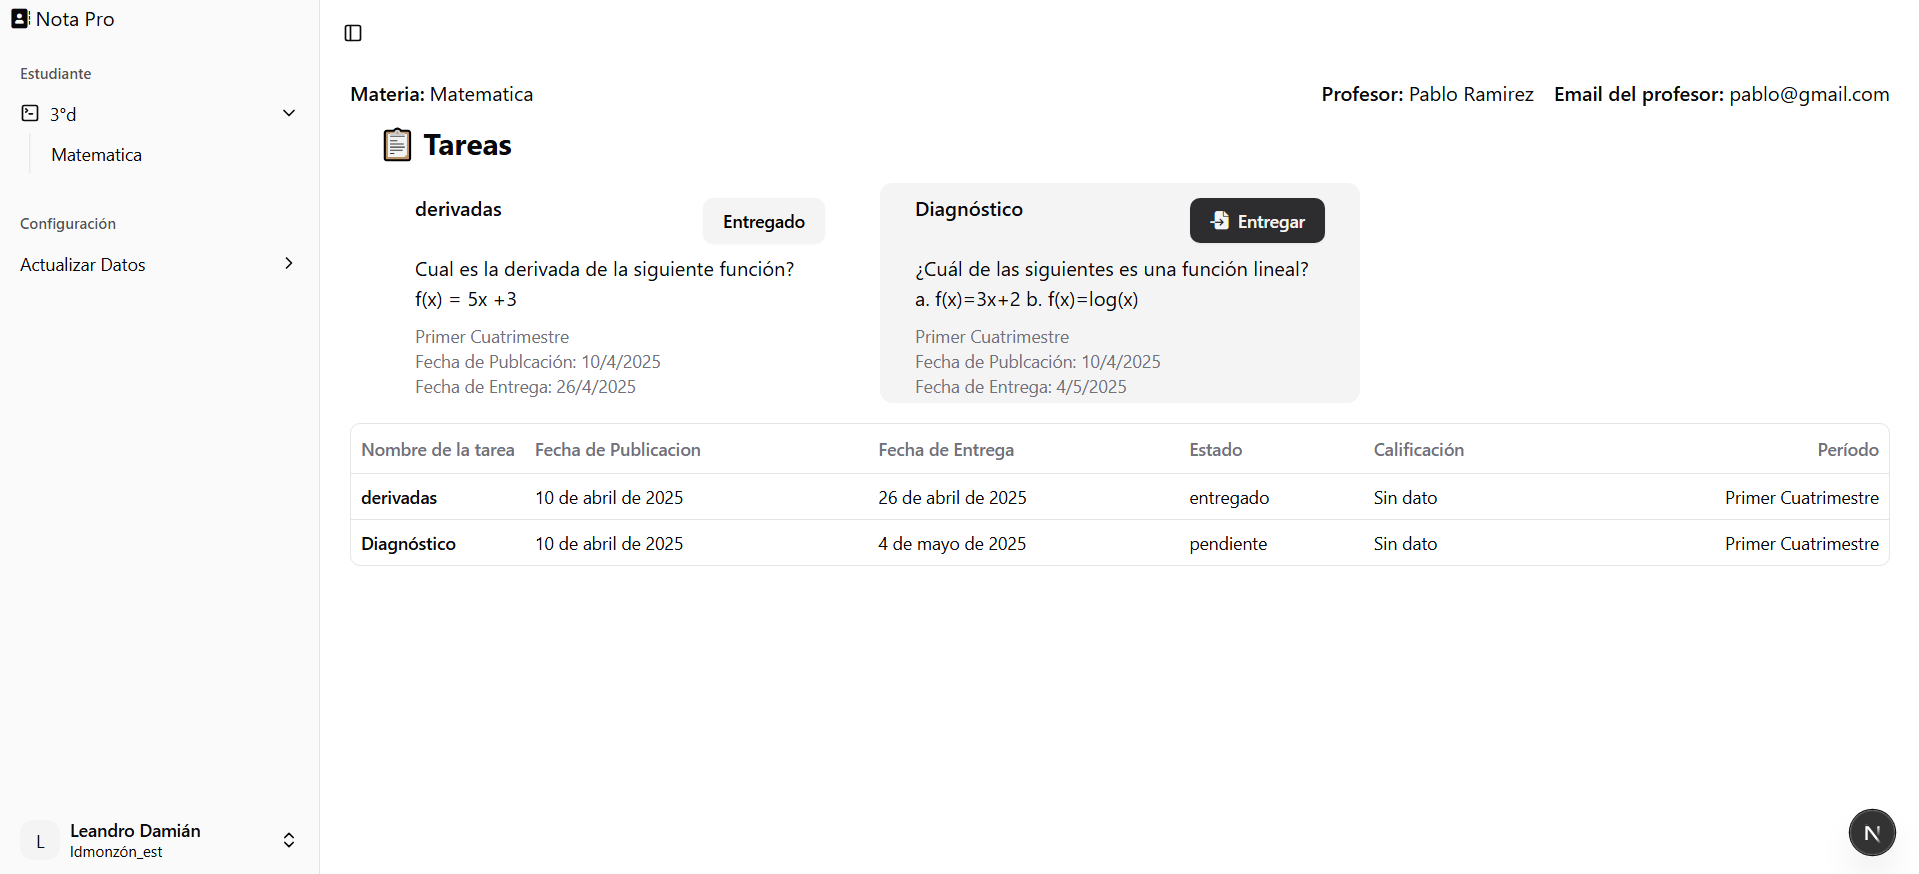 Nota Pro
Estudiante
3°d
Matematica
Configuración
Actualizar Datos
Leandro Damián
L
ldmonzón_est
Materia: Matematica
Profesor: Pablo Ramirez Email del profesor: pablo@gmail.com
Tareas
derivadas
Entregado
Cual es la derivada de la siguiente función?
f(x) = 5x +3
Primer Cuatrimestre
Fecha de Publcación: 10/4/2025
Fecha de Entrega: 26/4/2025
Diagnóstico
Entregar
¿Cuál de las siguientes es una función lineal?
a. f(x)=3x+2 b. f(x)=log(x)
Primer Cuatrimestre
Fecha de Publcación: 10/4/2025
Fecha de Entrega: 4/5/2025
Nombre de la tarea Fecha de Publicacion Fecha de Entrega Estado Calificación Período
derivadas 10 de abril de 2025 26 de abril de 2025 entregado Sin dato Primer Cuatrimestre
Diagnóstico 10 de abril de 2025 4 de mayo de 2025 pendiente Sin dato Primer Cuatrimestre
N